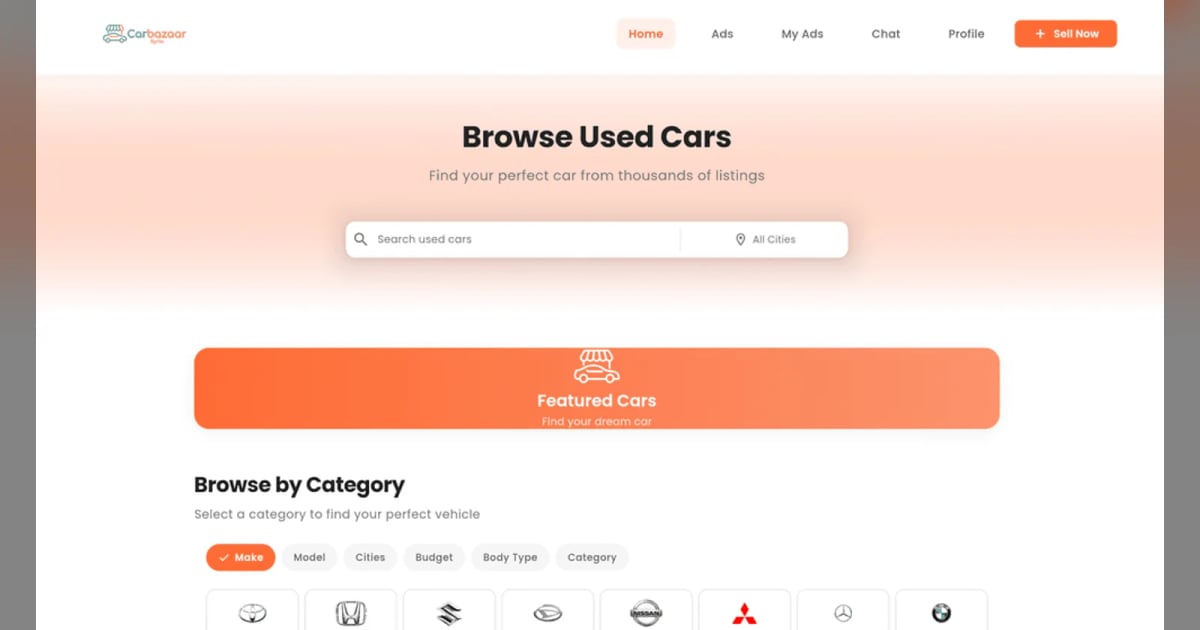 Carbazaar
Home
Ads
My Ads
Chat
Profile
+ Sell Now
Browse Used Cars
Find your perfect car from thousands of listings
Search used cars
All Cities
Featured Cars
Find your dream car
Browse by Category
Select a category to find your perfect vehicle
Make
Model
Cities
Budget
Body Type
Category
NISSAN